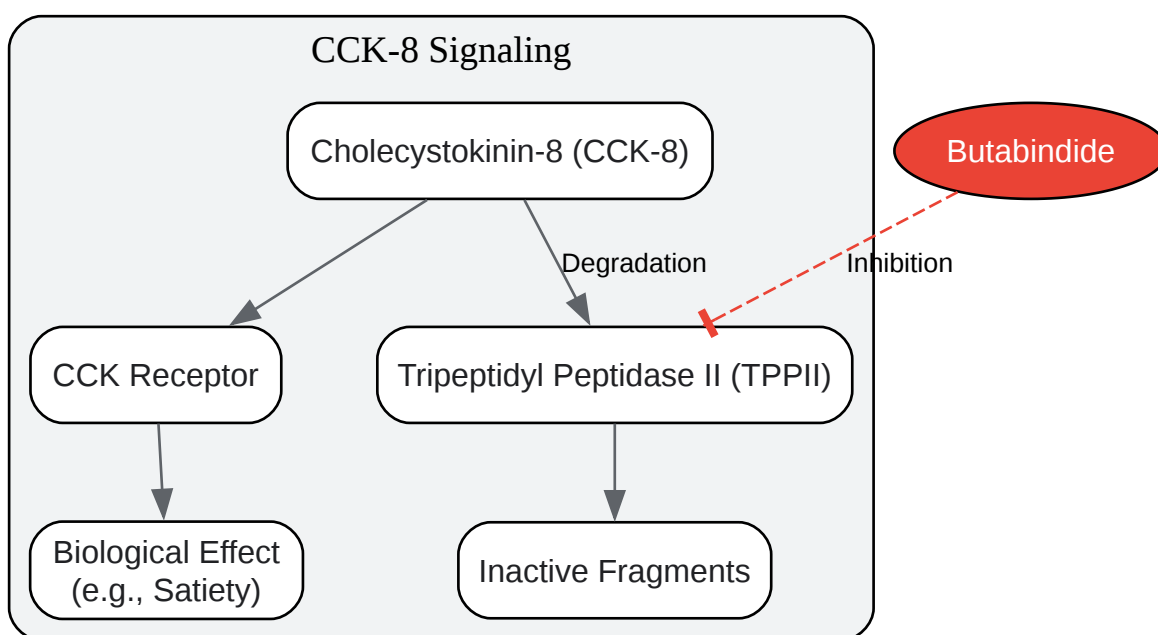 CCK-8 Signaling
Cholecystokinin-8 (CCK-8)
Butabindide
Degradation
Inhibition
CCK Receptor
Tripeptidyl Peptidase II (TPPII)
Biological Effect
(e.g., Satiety)
Inactive Fragments